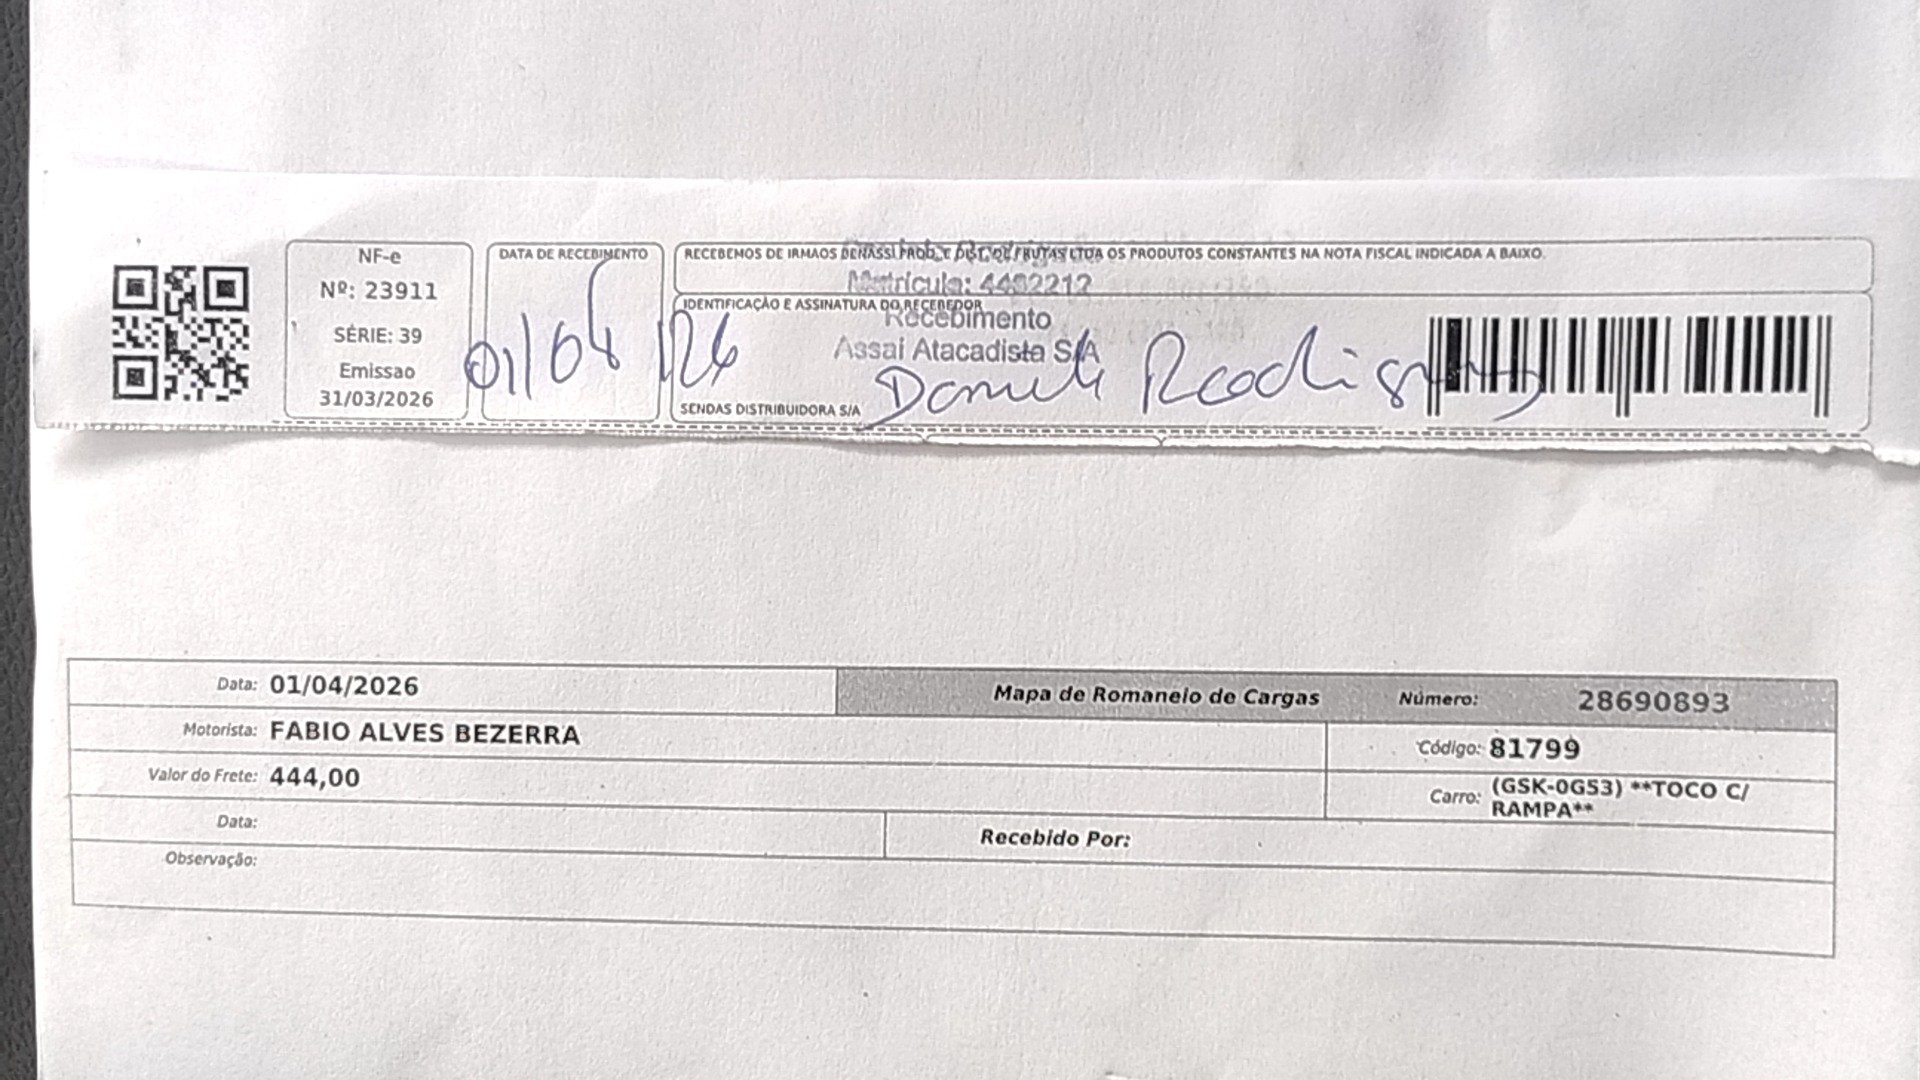 NF-e
Nº: 23911
SÉRIE: 39
Emissao
31/03/2026
DATA DE RECEBIMENTO
01/04/26
RECEBEMOS DE IRMAOS BENASSI PROD. E DIST. DE FRUTAS LTDA OS PRODUTOS CONSTANTES NA NOTA FISCAL INDICADA A BAIXO.
Matrícula: 4482212
IDENTIFICAÇÃO E ASSINATURA DO RECEBEDOR
Recebimento
Assai Atacadista S/A
Rodrigues
SENDAS DISTRIBUIDORA S/A
Data: 01/04/2026
Mapa de Romaneio de Cargas Número: 28690893
Motorista: FABIO ALVES BEZERRA
Código: 81799
Valor do Frete: 444,00
Carro: (GSK-0G53) **TOCO C/
RAMPA**
Data:
Recebido Por:
Observação: